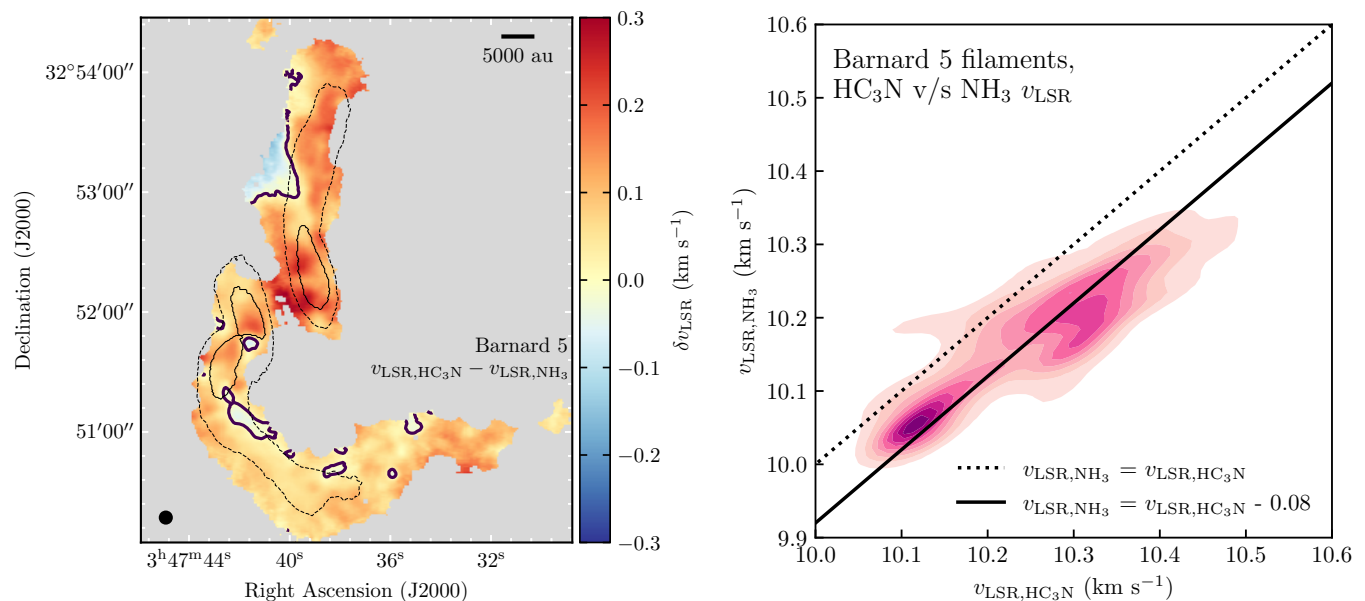 5000 au
32°54′00″
53′00″
52′00″
51′00″
Declination (J2000)
Barnard 5
v_LSR,HC₃N − v_LSR,NH₃
3ʰ47ᵐ44ˢ
40ˢ
36ˢ
32ˢ
Right Ascension (J2000)
0.3
0.2
0.1
0.0
−0.1
−0.2
−0.3
δv_LSR (km s⁻¹)
10.6
10.5
10.4
10.3
10.2
10.1
10.0
9.9
v_LSR,NH₃ (km s⁻¹)
Barnard 5 filaments,
HC₃N v/s NH₃ v_LSR
v_LSR,NH₃ = v_LSR,HC₃N
v_LSR,NH₃ = v_LSR,HC₃N - 0.08
10.0
10.1
10.2
10.3
10.4
10.5
10.6
v_LSR,HC₃N (km s⁻¹)